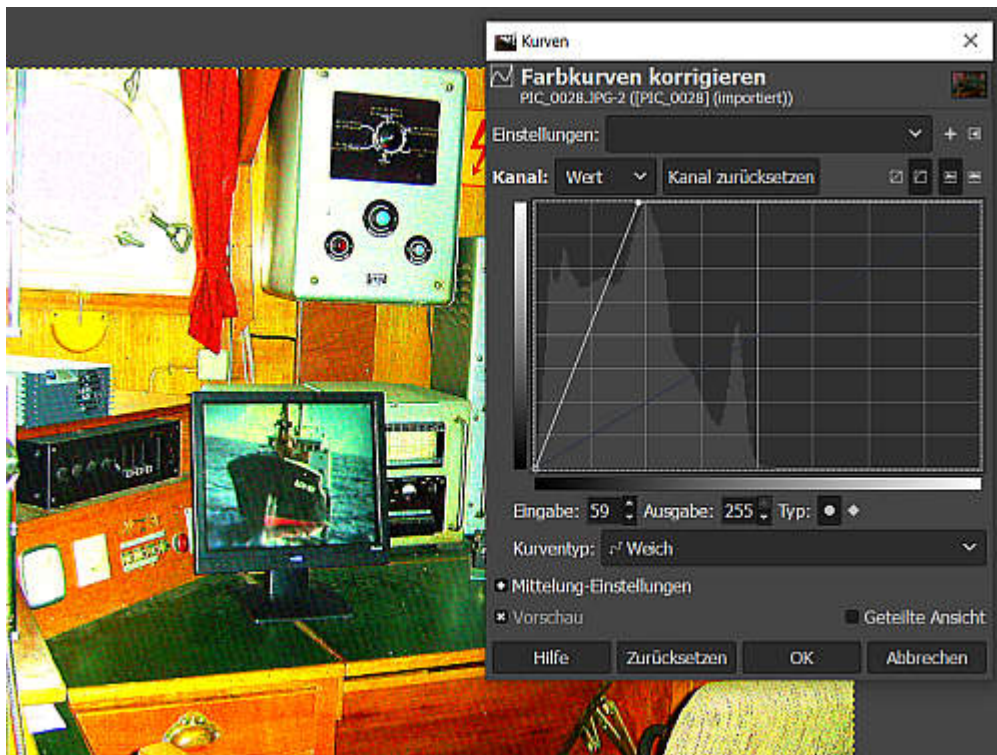 Kurven
Farbkurven korrigieren
PIC_0028.JPG-2 ([PIC_0028] (importiert))
Einstellungen:
Kanal: Wert Kanal zurücksetzen
Eingabe: 59 Ausgabe: 255 Typ:
Kurventyp: Weich
Mittelung-Einstellungen
Vorschau Geteilte Ansicht
Hilfe Zurücksetzen OK Abbrechen